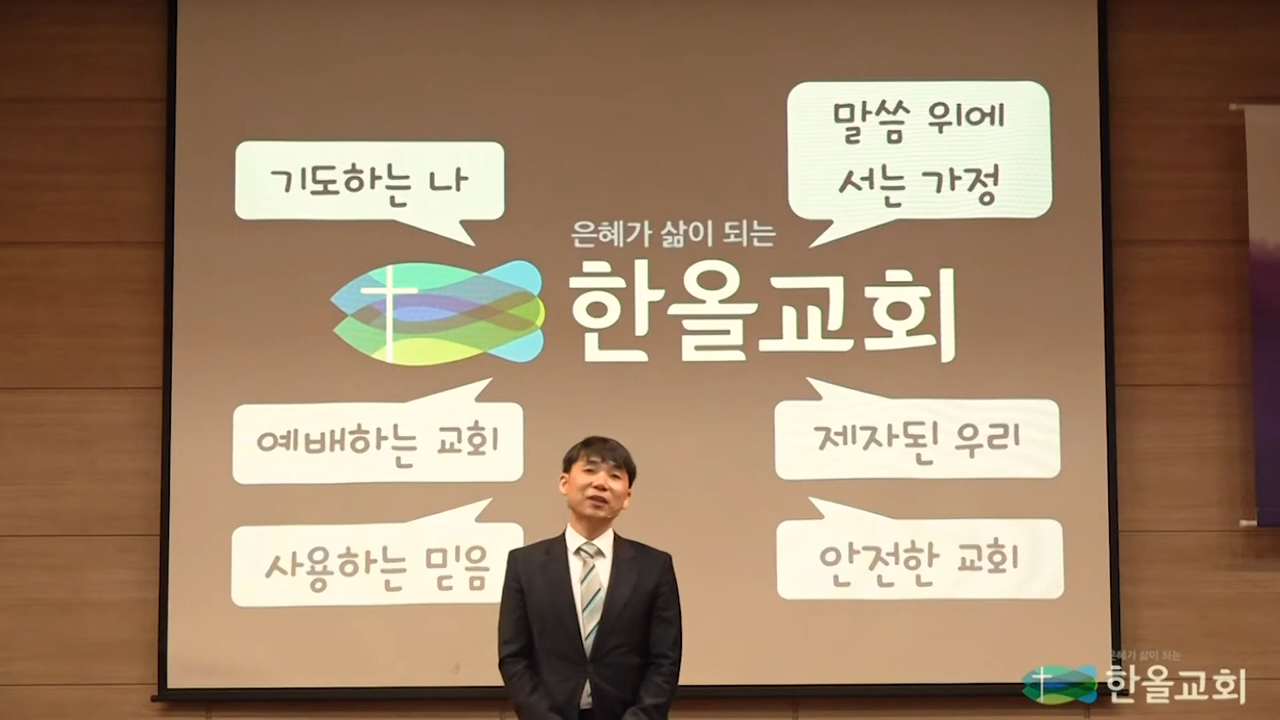 기도하는 나
말씀 위에
서는 가정
은혜가 삶이 되는
한올교회
예배하는 교회
제자된 우리
사용하는 믿음
안전한 교회
은혜가 삶이 되는
한올교회